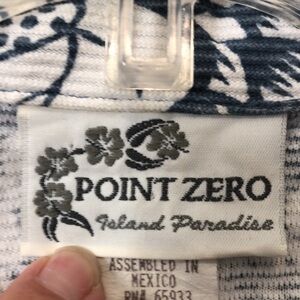 POINT ZERO
Island Paradise
ASSEMBLED IN
MEXICO
RN# 65933